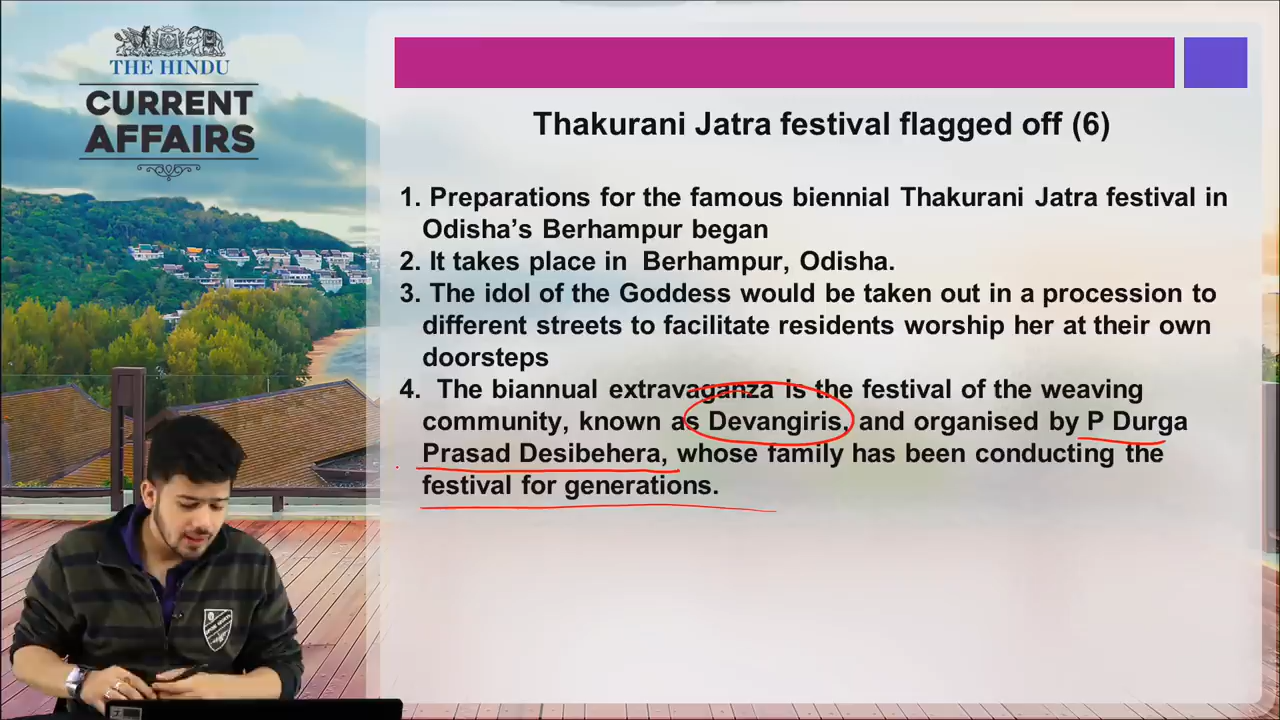 THE HINDU
CURRENT
AFFAIRS
Thakurani Jatra festival flagged off (6)
1. Preparations for the famous biennial Thakurani Jatra festival in
Odisha’s Berhampur began
2. It takes place in Berhampur, Odisha.
3. The idol of the Goddess would be taken out in a procession to
different streets to facilitate residents worship her at their own
doorsteps
4. The biannual extravaganza is the festival of the weaving
community, known as Devangiris, and organised by P Durga
Prasad Desibehera, whose family has been conducting the
festival for generations.